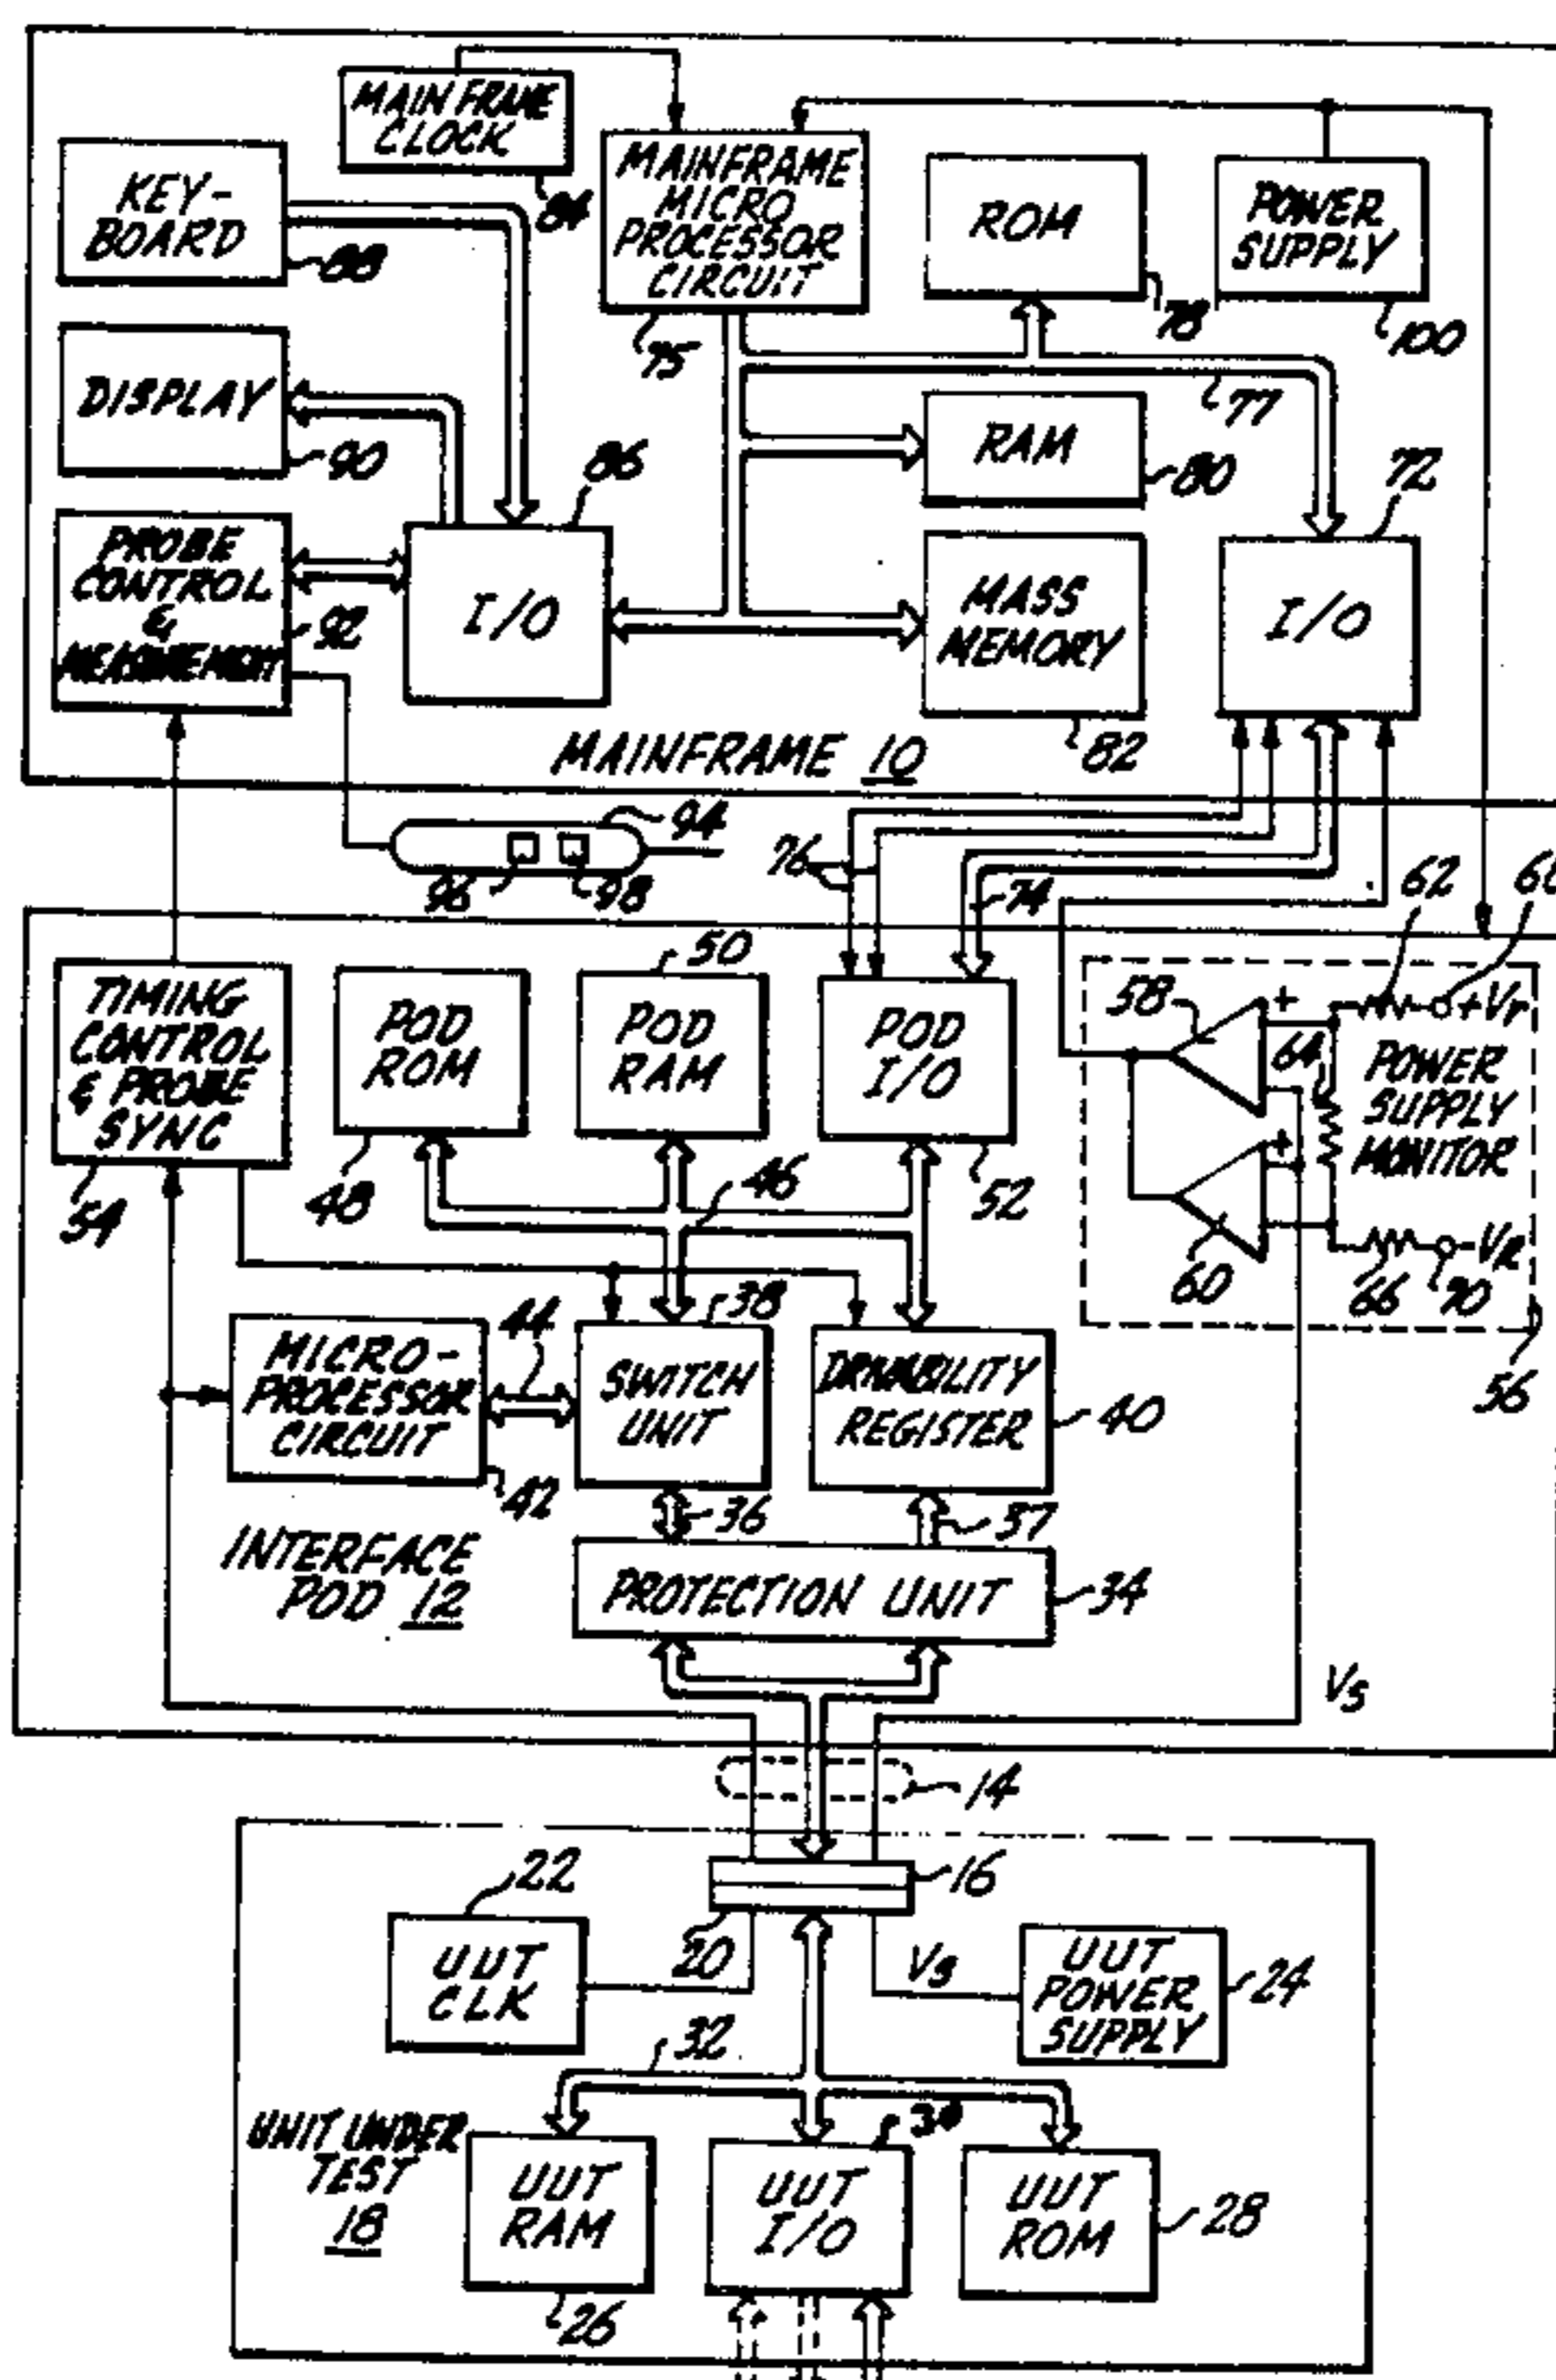 MAINFRAME
CLOCK
84
KEY-
BOARD
88
MAINFRAME
MICRO
PROCESSOR
CIRCUIT
75
ROM
78
POWER
SUPPLY
100
77
DISPLAY
90
RAM
80
86
72
PROBE
CONTROL
&
MEASUREMENT
92
I/O
MASS
MEMORY
82
I/O
MAINFRAME 10
94
96
98
76
74
62
TIMING
CONTROL
& PROBE
SYNC
54
POD
ROM
48
50
POD
RAM
POD
I/O
52
58
+
+Vr
64
POWER
SUPPLY
MONITOR
+
60
66
70
-VR
56
46
44
38
MICRO-
PROCESSOR
CIRCUIT
42
SWITCH
UNIT
DRIVABILITY
REGISTER
40
36
37
INTERFACE
POD 12
PROTECTION UNIT
34
Vs
14
16
20
22
UUT
CLK
Vs
UUT
POWER
SUPPLY
24
32
UNIT UNDER
TEST
18
UUT
RAM
26
UUT
I/O
UUT
ROM
28